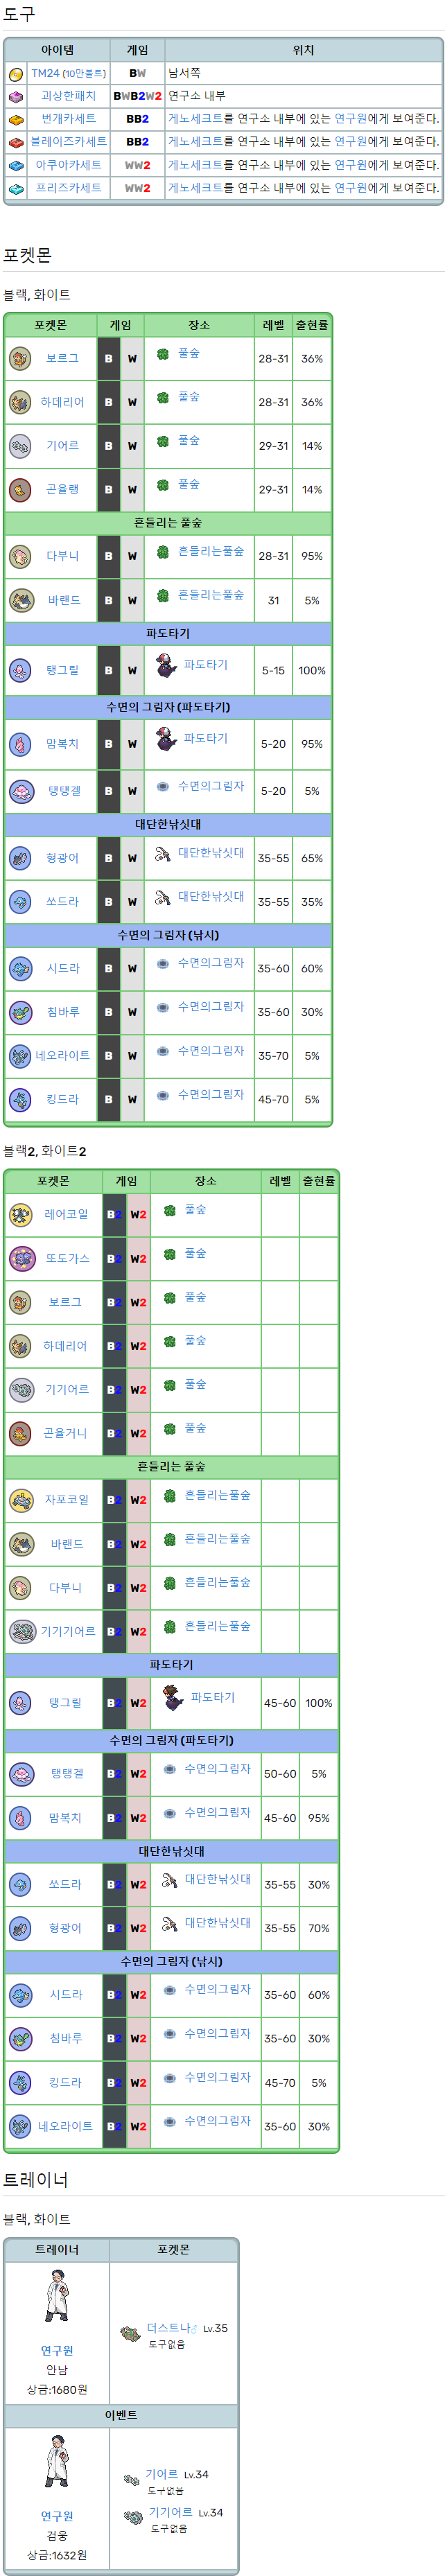 도구
아이템 게임 위치
TM24 (10만볼트) BW 남서쪽
괴상한패치 BWB2W2 연구소 내부
번개카세트 BB2 게노세크트를 연구소 내부에 있는 연구원에게 보여준다.
블레이즈카세트 BB2 게노세크트를 연구소 내부에 있는 연구원에게 보여준다.
아쿠아카세트 WW2 게노세크트를 연구소 내부에 있는 연구원에게 보여준다.
프리즈카세트 WW2 게노세크트를 연구소 내부에 있는 연구원에게 보여준다.
포켓몬
블랙, 화이트
포켓몬 게임 장소 레벨 출현률
보르그 B W 풀숲 28-31 36%
하데리어 B W 풀숲 28-31 36%
기어르 B W 풀숲 29-31 14%
곤율랭 B W 풀숲 29-31 14%
흔들리는 풀숲
다부니 B W 흔들리는풀숲 28-31 95%
바랜드 B W 흔들리는풀숲 31 5%
파도타기
탱그릴 B W 파도타기 5-15 100%
수면의 그림자 (파도타기)
맘복치 B W 파도타기 5-20 95%
탱탱겔 B W 수면의그림자 5-20 5%
대단한낚싯대
형광어 B W 대단한낚싯대 35-55 65%
쏘드라 B W 대단한낚싯대 35-55 35%
수면의 그림자 (낚시)
시드라 B W 수면의그림자 35-60 60%
침바루 B W 수면의그림자 35-60 30%
네오라이트 B W 수면의그림자 35-70 5%
킹드라 B W 수면의그림자 45-70 5%
블랙2, 화이트2
포켓몬 게임 장소 레벨 출현률
레어코일 B2 W2 풀숲
또도가스 B2 W2 풀숲
보르그 B2 W2 풀숲
하데리어 B2 W2 풀숲
기기어르 B2 W2 풀숲
곤율거니 B2 W2 풀숲
흔들리는 풀숲
자포코일 B2 W2 흔들리는풀숲
바랜드 B2 W2 흔들리는풀숲
다부니 B2 W2 흔들리는풀숲
기기기어르 B2 W2 흔들리는풀숲
파도타기
탱그릴 B2 W2 파도타기 45-60 100%
수면의 그림자 (파도타기)
탱탱겔 B2 W2 수면의그림자 50-60 5%
맘복치 B2 W2 수면의그림자 45-60 95%
대단한낚싯대
쏘드라 B2 W2 대단한낚싯대 35-55 30%
형광어 B2 W2 대단한낚싯대 35-55 70%
수면의 그림자 (낚시)
시드라 B2 W2 수면의그림자 35-60 60%
침바루 B2 W2 수면의그림자 35-60 30%
킹드라 B2 W2 수면의그림자 45-70 5%
네오라이트 B2 W2 수면의그림자 35-60 30%
트레이너
블랙, 화이트
트레이너 포켓몬
더스트나♂ Lv.35
도구없음
연구원
안남
상금:1680원
이벤트
기어르 Lv.34
도구없음
기기어르 Lv.34
도구없음
연구원
검웅
상금:1632원